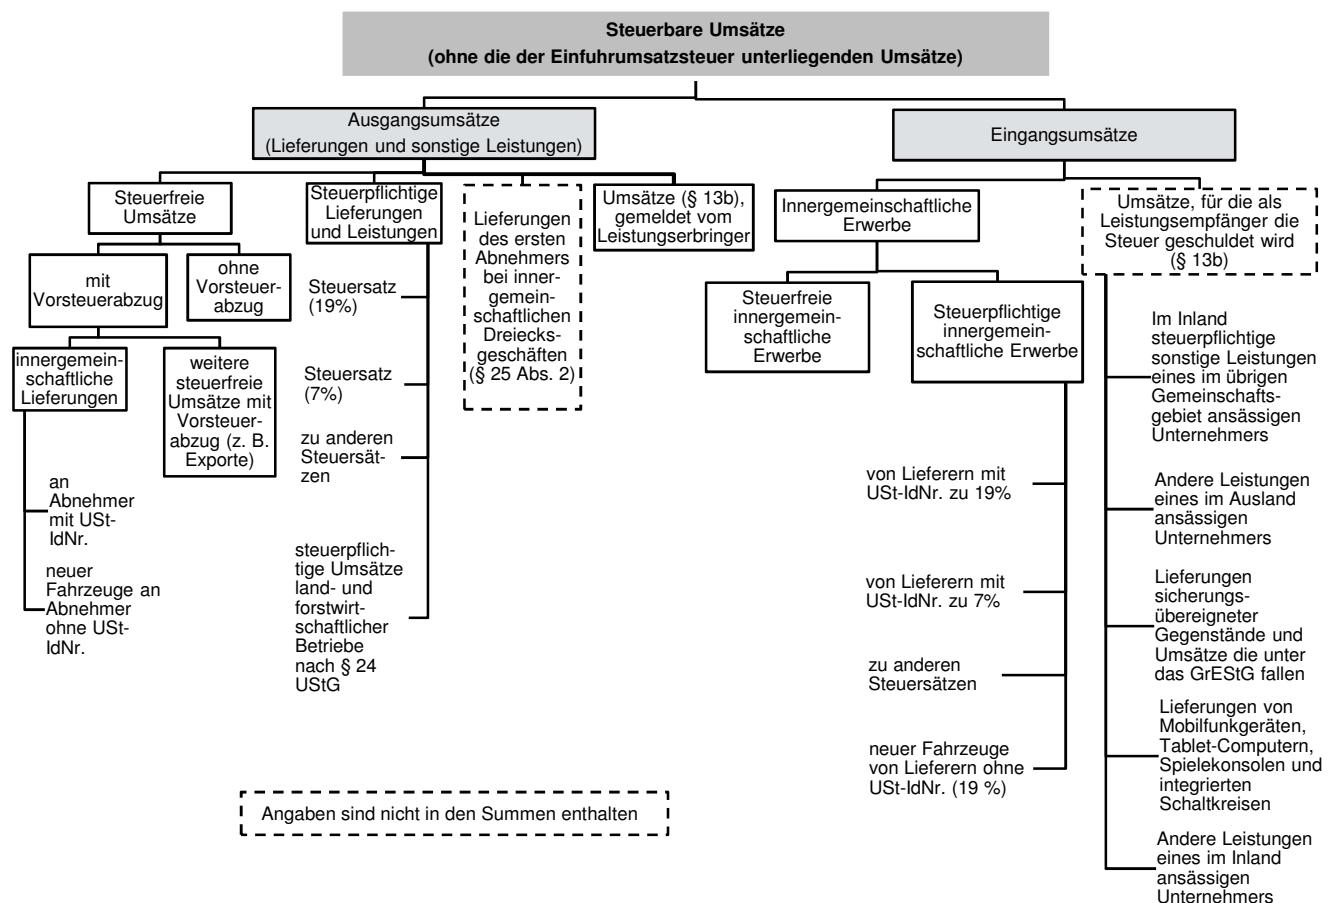 Steuerbare Umsätze
(ohne die der Einfuhrumsatzsteuer unterliegenden Umsätze)
Ausgangsumsätze
(Lieferungen und sonstige Leistungen)
Eingangsumsätze
Steuerfreie
Umsätze
Steuerpflichtige
Lieferungen
und Leistungen
Lieferungen
des ersten
Abnehmers
bei inner-
gemein-
schaftlichen
Dreiecks-
geschäften
(§ 25 Abs. 2)
Umsätze (§ 13b),
gemeldet vom
Leistungserbringer
Innergemeinschaftliche
Erwerbe
Umsätze, für die als
Leistungsempfänger die
Steuer geschuldet wird
(§ 13b)
mit
Vorsteuerabzug
ohne
Vorsteuer-
abzug
innergemein-
schaftliche
Lieferungen
weitere
steuerfreie
Umsätze mit
Vorsteuer-
abzug (z. B.
Exporte)
an
Abnehmer
mit USt-
IdNr.
neuer
Fahrzeuge an
Abnehmer
ohne USt-
IdNr.
Steuersatz
(19%)
Steuersatz
(7%)
zu anderen
Steuersät-
zen
steuerpflich-
tige Umsätze
land- und
forstwirt-
schaftlicher
Betriebe
nach § 24
UStG
Steuerfreie
innergemein-
schaftliche
Erwerbe
Steuerpflichtige
innergemein-
schaftliche Erwerbe
von Lieferern mit
USt-IdNr. zu 19%
von Lieferern mit
USt-IdNr. zu 7%
zu anderen
Steuersätzen
neuer Fahrzeuge
von Lieferern ohne
USt-IdNr. (19 %)
Im Inland
steuerpflichtige
sonstige Leistungen
eines im übrigen
Gemeinschafts-
gebiet ansässigen
Unternehmers
Andere Leistungen
eines im Ausland
ansässigen
Unternehmers
Lieferungen
sicherungs-
übereigneter
Gegenstände und
Umsätze die unter
das GrEStG fallen
Lieferungen von
Mobilfunkgeräten,
Tablet-Computern,
Spielekonsolen und
integrierten
Schaltkreisen
Andere Leistungen
eines im Inland
ansässigen
Unternehmers
Angaben sind nicht in den Summen enthalten